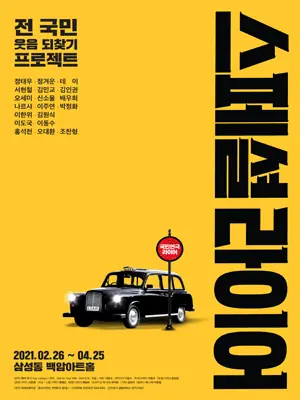 전 국민
웃음 되찾기
프로젝트
정태우·정겨운·테 이
서현철·김민교·김인권
오세미·신소율·배우희
나르샤·이주연·박정화
이한위·김원식
이도국·이동수
홍석천·오대환·조찬형
스페셜 라이어
국민연극
라이어
2021.02.26 ~ 04.25
삼성동 백암아트홀